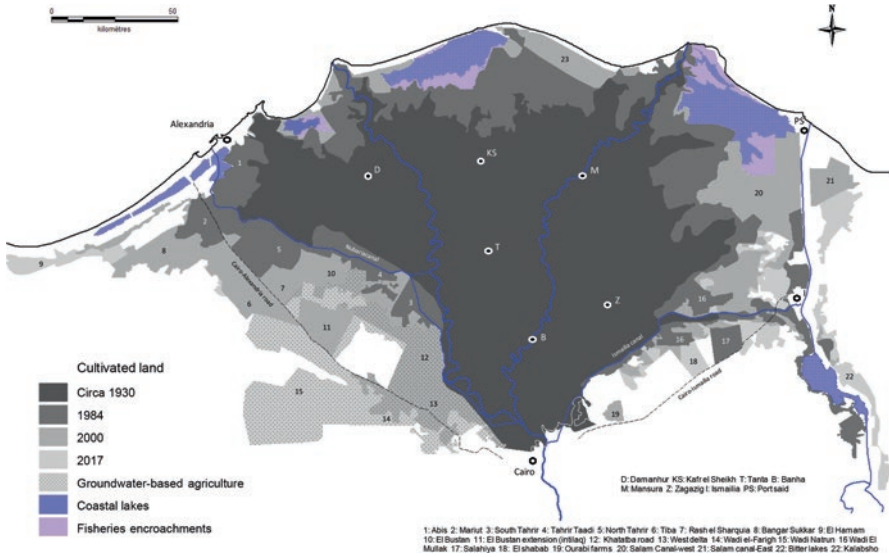 0 50
kilomètres
N
23
Alexandria
PS
KS
D
M
1
20
21
2
Nubaria canal
9
8
5
T
10
4
I
7
Cairo-Alexandria road
3
Z
16
6
11
Ismailia canal
12
B
16
17
18
22
15
13
Cairo-Ismailia road
14
19
Cultivated land
Circa 1930
1984
2000
2017
Groundwater-based agriculture
Coastal lakes
Fisheries encroachments
Cairo
D: Damanhur KS: Kafr el Sheikh T: Tanta B: Banha
M: Mansura Z: Zagazig I: Ismailia PS: Port said
1: Abis 2: Mariut 3: South Tahrir 4: Tahrir Taadi 5: North Tahrir 6: Tiba 7: Rash el Sharquia 8: Bangar Sukkar 9: El Hamam
10: El Bustan 11: El Bustan extension (intilaq) 12: Khatatba road 13: West delta 14: Wadi el-Farigh 15: Wadi Natrun 16 Wadi El
Mullak 17: Salahiya 18: El shabab 19: Ourabi farms 20: Salam Canal-west 21: Salam canal-East 22: Bitter lakes 22: Kalabsho